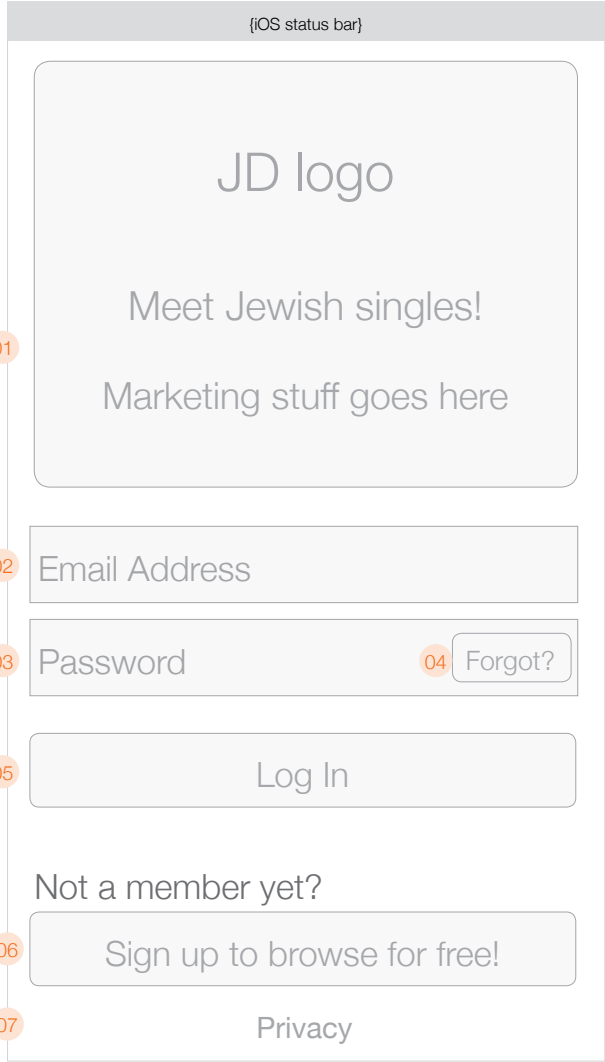 {iOS status bar}
JD logo
Meet Jewish singles!
01
Marketing stuff goes here
02 Email Address
03 Password 04 Forgot?
05 Log In
Not a member yet?
06 Sign up to browse for free!
07 Privacy